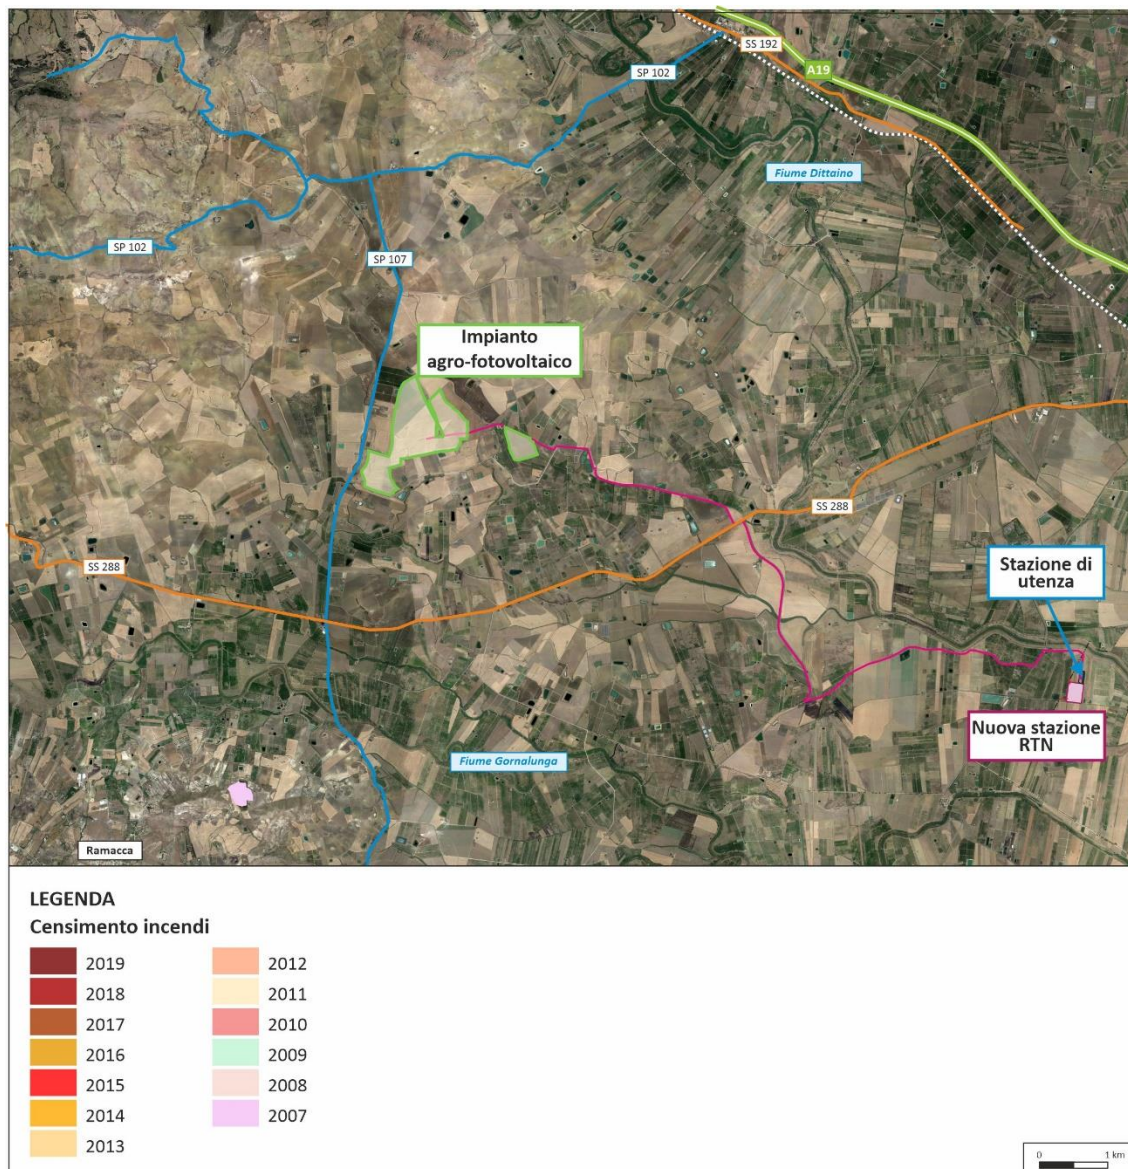 SS 192
A19
SP 102
Fiume Dittaino
SP 102
SP 107
Impianto
agro-fotovoltaico
SS 288
SS 288
Stazione di
utenza
Nuova stazione
RTN
Fiume Gornalunga
Ramacca
LEGENDA
Censimento incendi
2019
2018
2017
2016
2015
2014
2013
2012
2011
2010
2009
2008
2007
0 1 km